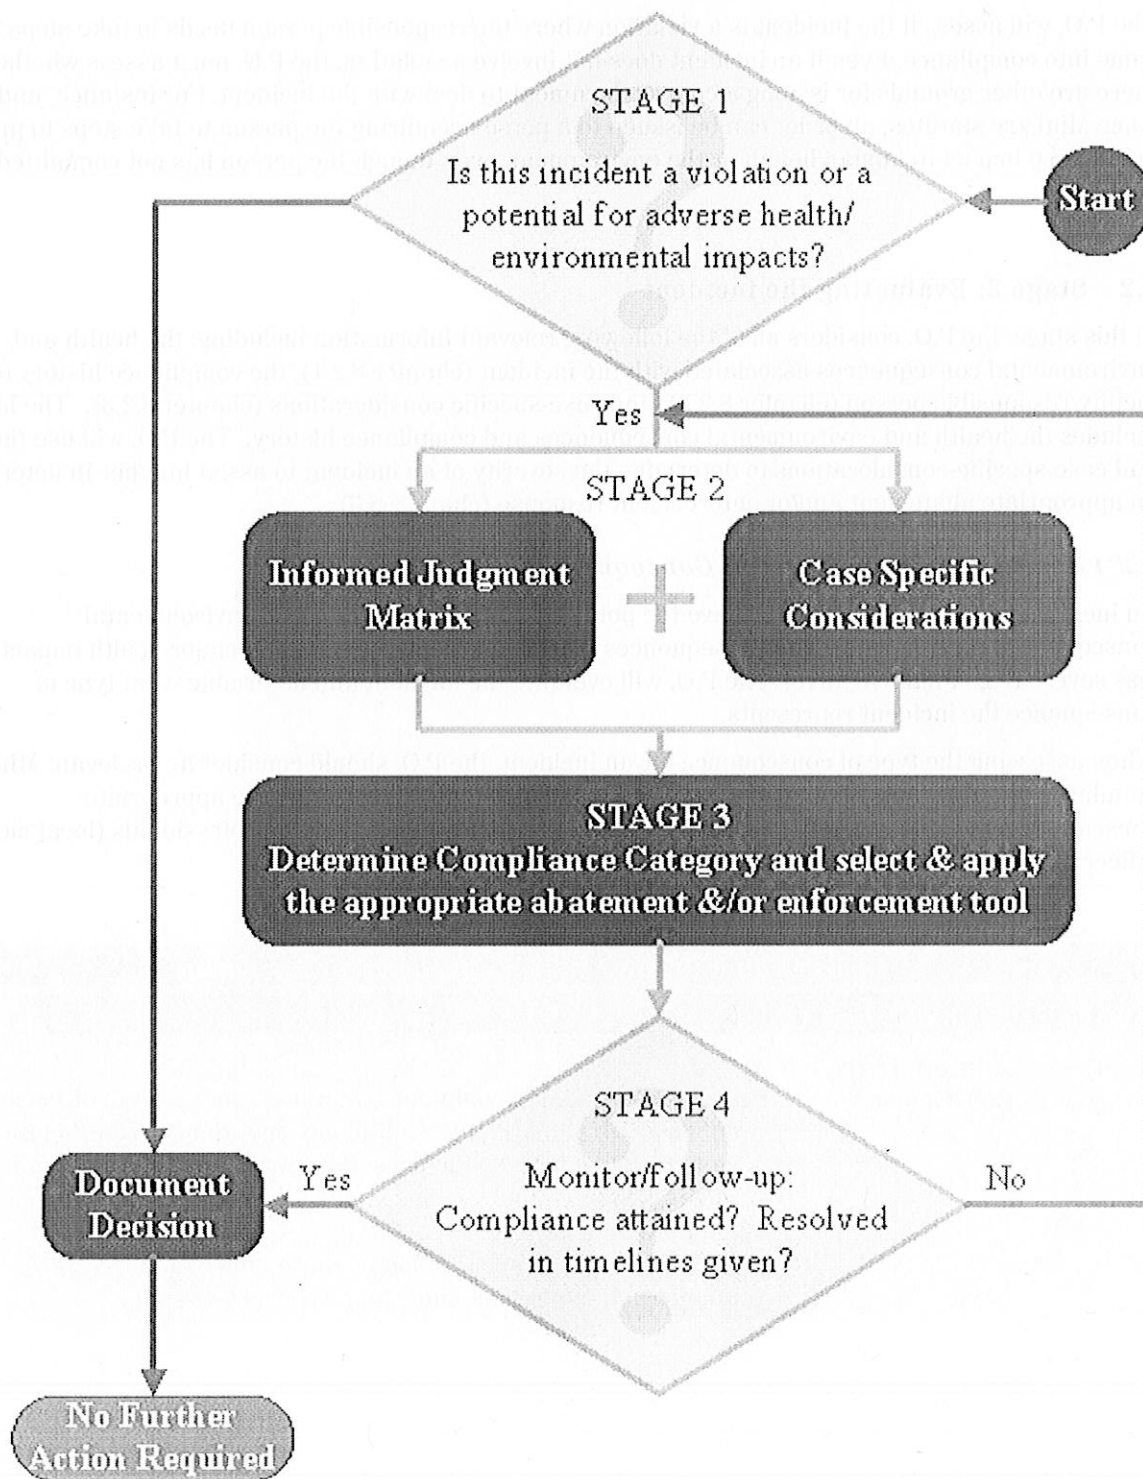 STAGE 1
Is this incident a violation or a
potential for adverse health/
environmental impacts?
Start
Yes
STAGE 2
Informed Judgment
Matrix
Case Specific
Considerations
STAGE 3
Determine Compliance Category and select & apply
the appropriate abatement &/or enforcement tool
STAGE 4
Monitor/follow-up:
Compliance attained? Resolved
in timelines given?
Yes
No
Document
Decision
No Further
Action Required